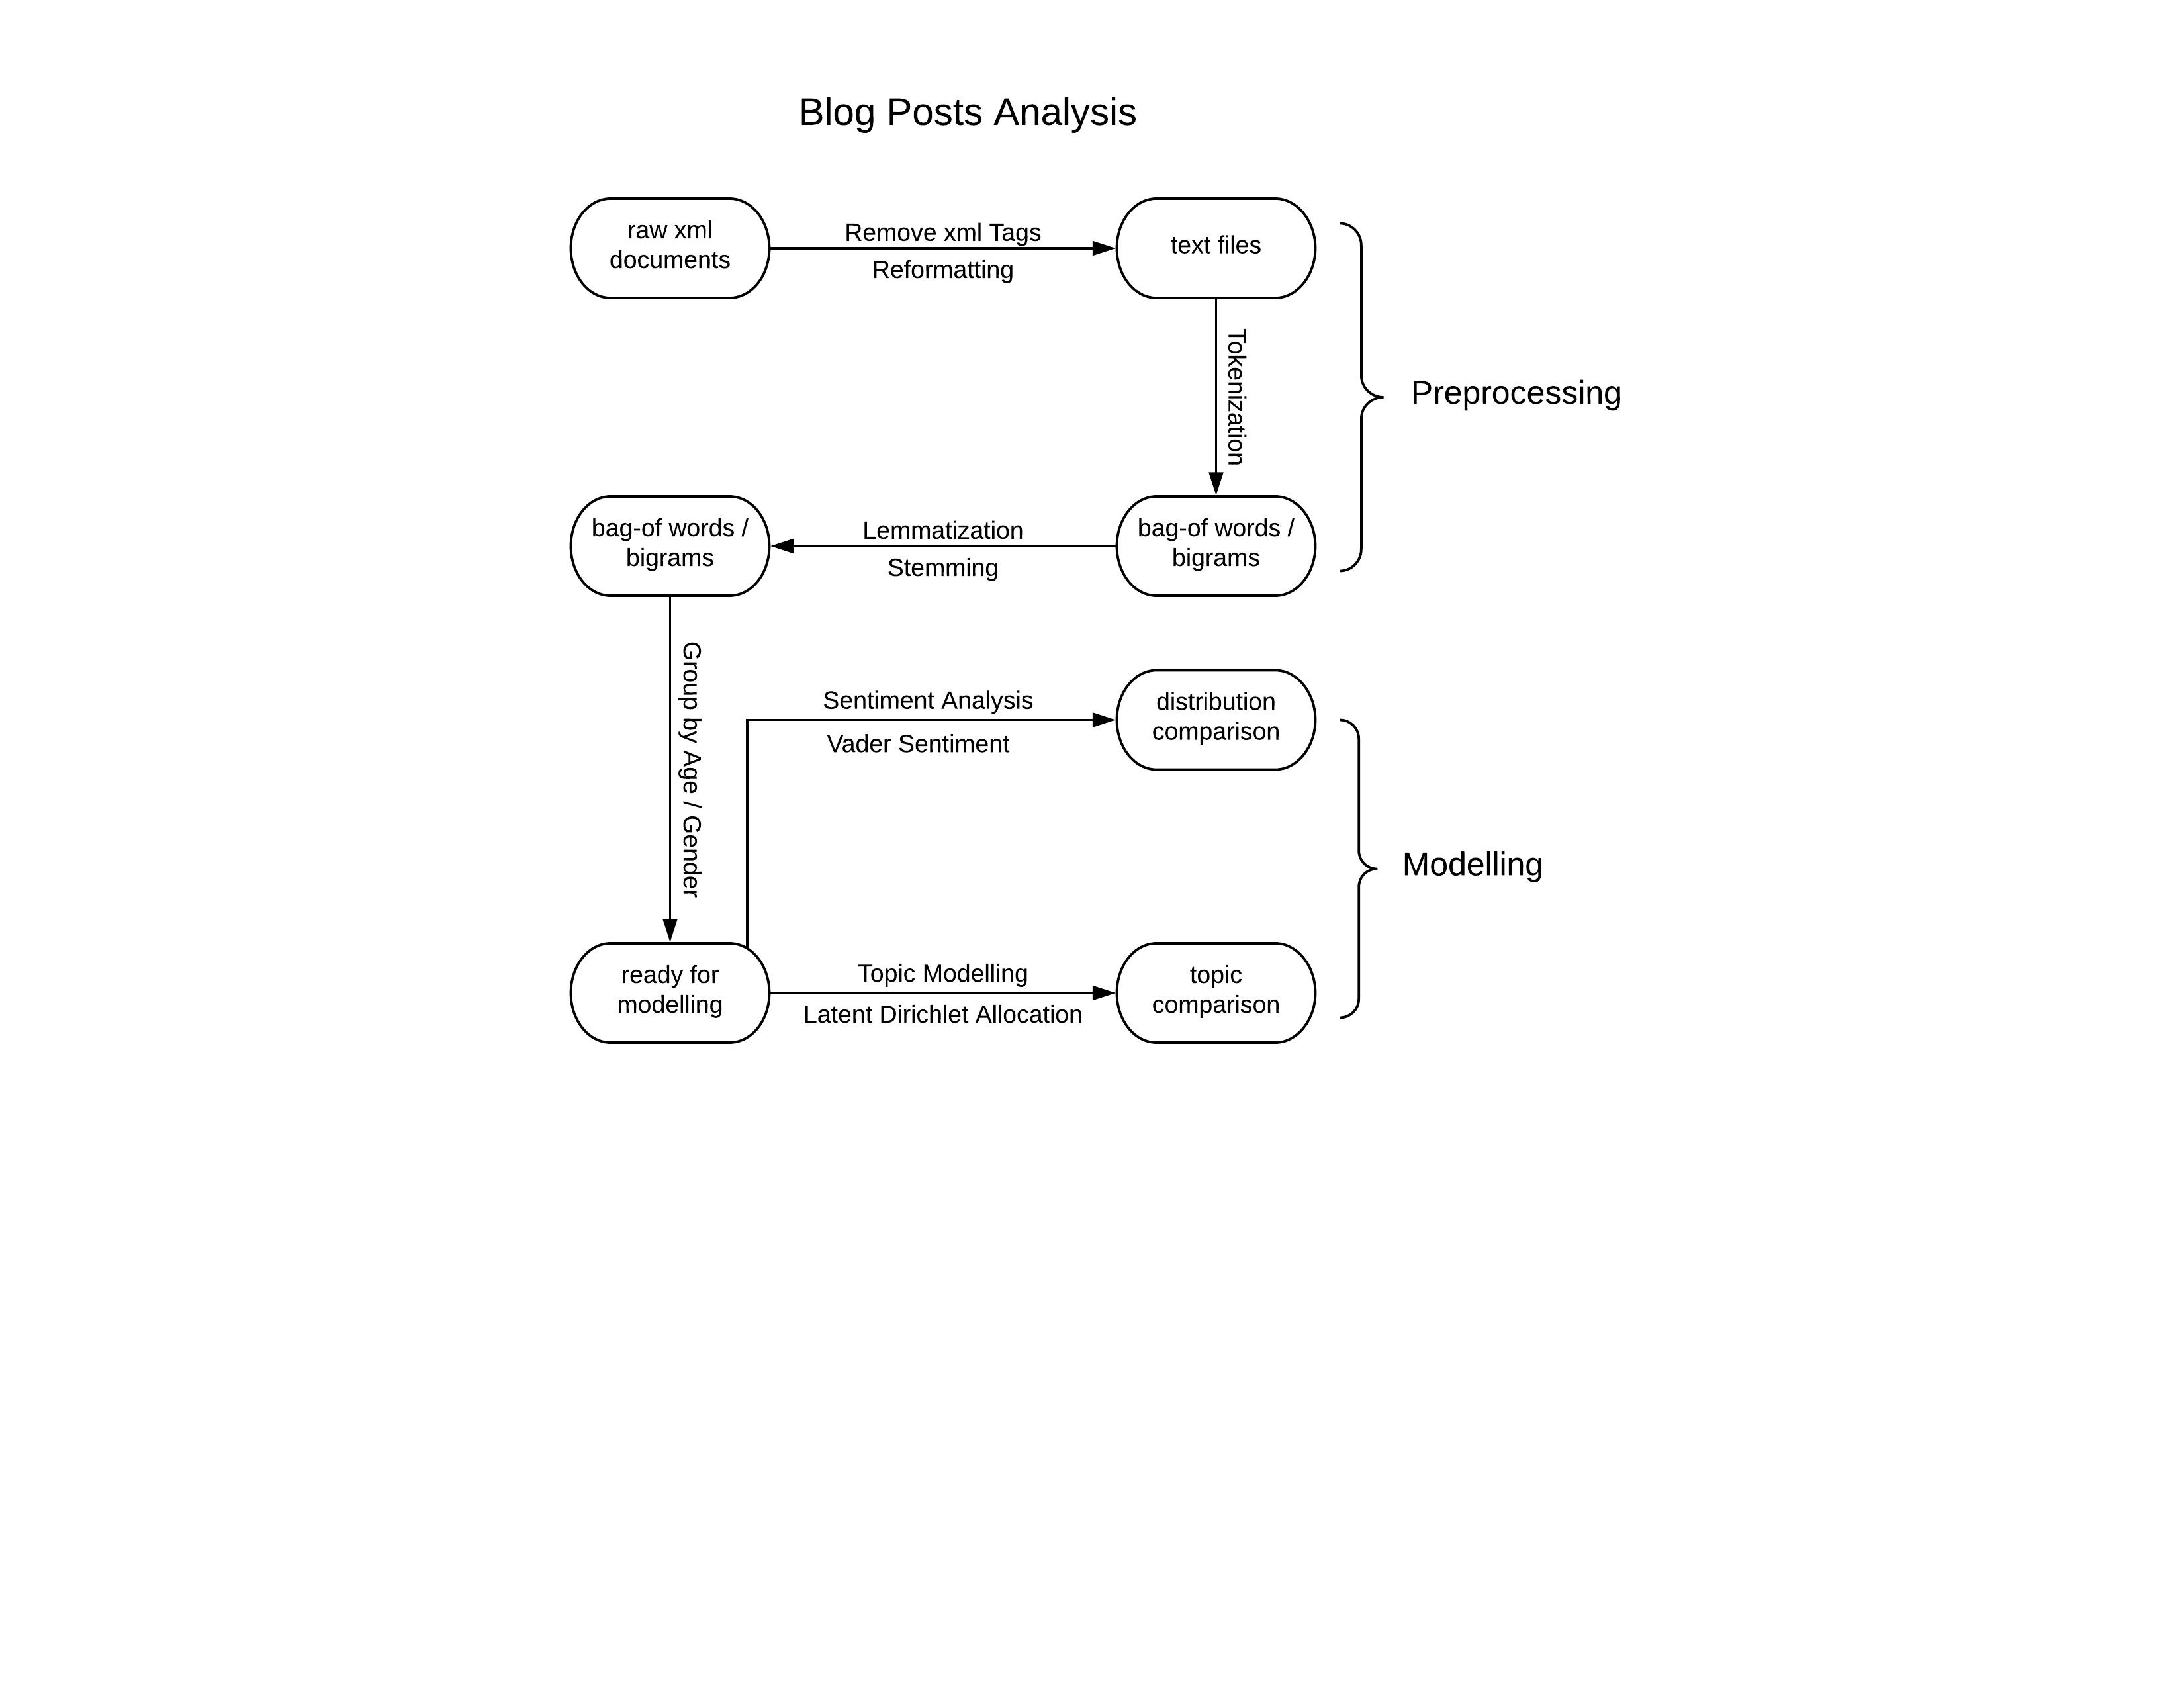 Blog Posts Analysis
raw xml
documents
Remove xml Tags
Reformatting
text files
Tokenization
Preprocessing
bag-of words /
bigrams
Lemmatization
Stemming
bag-of words /
bigrams
Group by Age / Gender
Sentiment Analysis
Vader Sentiment
distribution
comparison
Modelling
ready for
modelling
Topic Modelling
Latent Dirichlet Allocation
topic
comparison